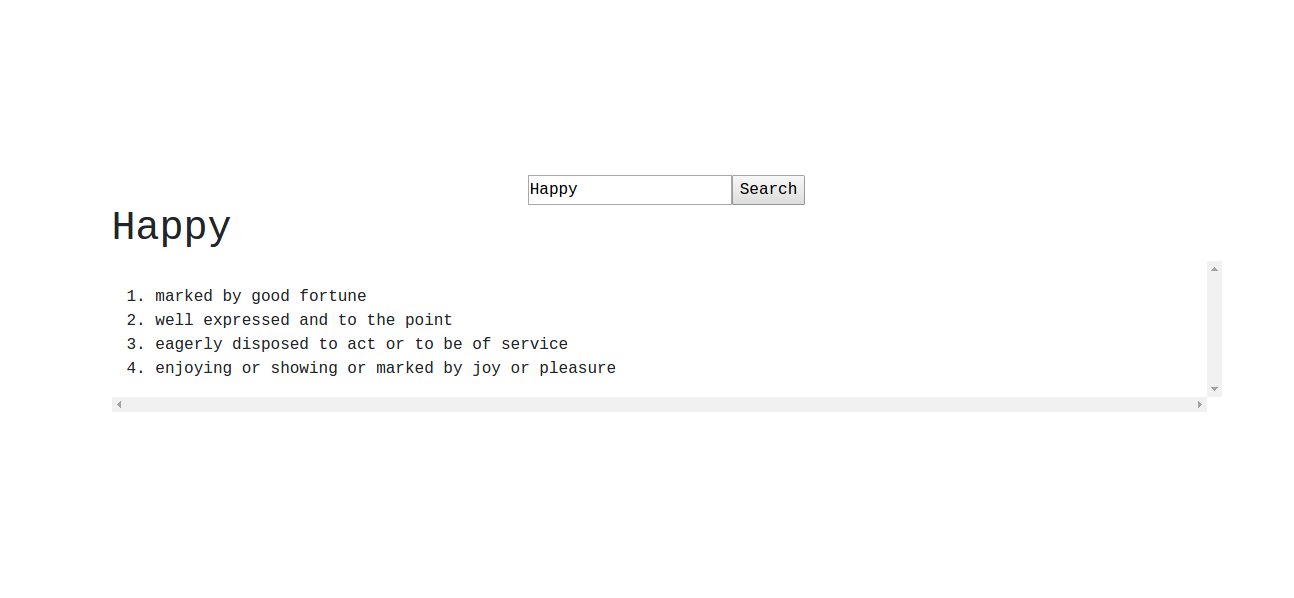 Happy Search
Happy
1. marked by good fortune
2. well expressed and to the point
3. eagerly disposed to act or to be of service
4. enjoying or showing or marked by joy or pleasure